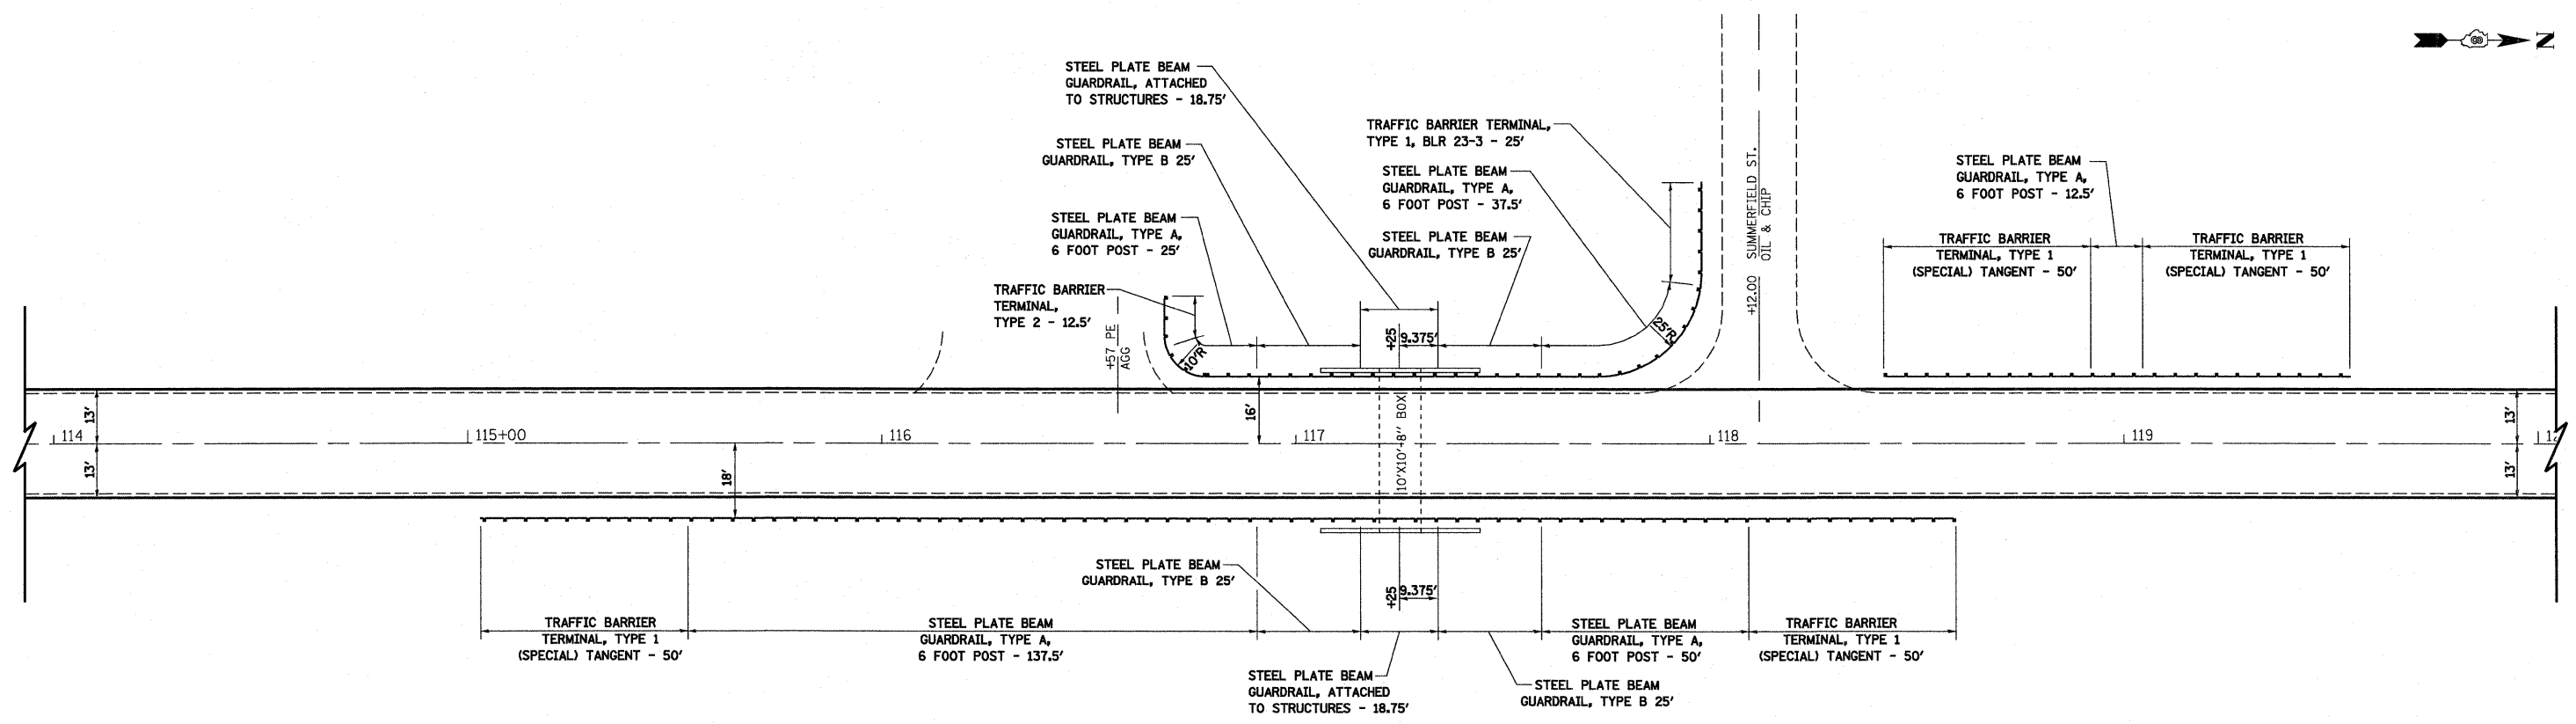 N
STEEL PLATE BEAM
GUARDRAIL, ATTACHED
TO STRUCTURES - 18.75'
STEEL PLATE BEAM
GUARDRAIL, TYPE B 25'
STEEL PLATE BEAM
GUARDRAIL, TYPE A,
6 FOOT POST - 25'
TRAFFIC BARRIER
TERMINAL,
TYPE 2 - 12.5'
TRAFFIC BARRIER TERMINAL,
TYPE 1, BLR 23-3 - 25'
STEEL PLATE BEAM
GUARDRAIL, TYPE A,
6 FOOT POST - 37.5'
STEEL PLATE BEAM
GUARDRAIL, TYPE B 25'
+12.00 SUMMERFIELD ST.
OIL & CHIP
STEEL PLATE BEAM
GUARDRAIL, TYPE A,
6 FOOT POST - 12.5'
TRAFFIC BARRIER
TERMINAL, TYPE 1
(SPECIAL) TANGENT - 50'
TRAFFIC BARRIER
TERMINAL, TYPE 1
(SPECIAL) TANGENT - 50'
+57 PE
AGG
10'R
+25
9.375'
25'R
13'
13'
114
115+00
116
117
118
119
16'
18'
10'X10'-8" BOX
13'
13'
STEEL PLATE BEAM
GUARDRAIL, TYPE B 25'
+25
9.375'
TRAFFIC BARRIER
TERMINAL, TYPE 1
(SPECIAL) TANGENT - 50'
STEEL PLATE BEAM
GUARDRAIL, TYPE A,
6 FOOT POST - 137.5'
STEEL PLATE BEAM
GUARDRAIL, TYPE A,
6 FOOT POST - 50'
TRAFFIC BARRIER
TERMINAL, TYPE 1
(SPECIAL) TANGENT - 50'
STEEL PLATE BEAM
GUARDRAIL, ATTACHED
TO STRUCTURES - 18.75'
STEEL PLATE BEAM
GUARDRAIL, TYPE B 25'